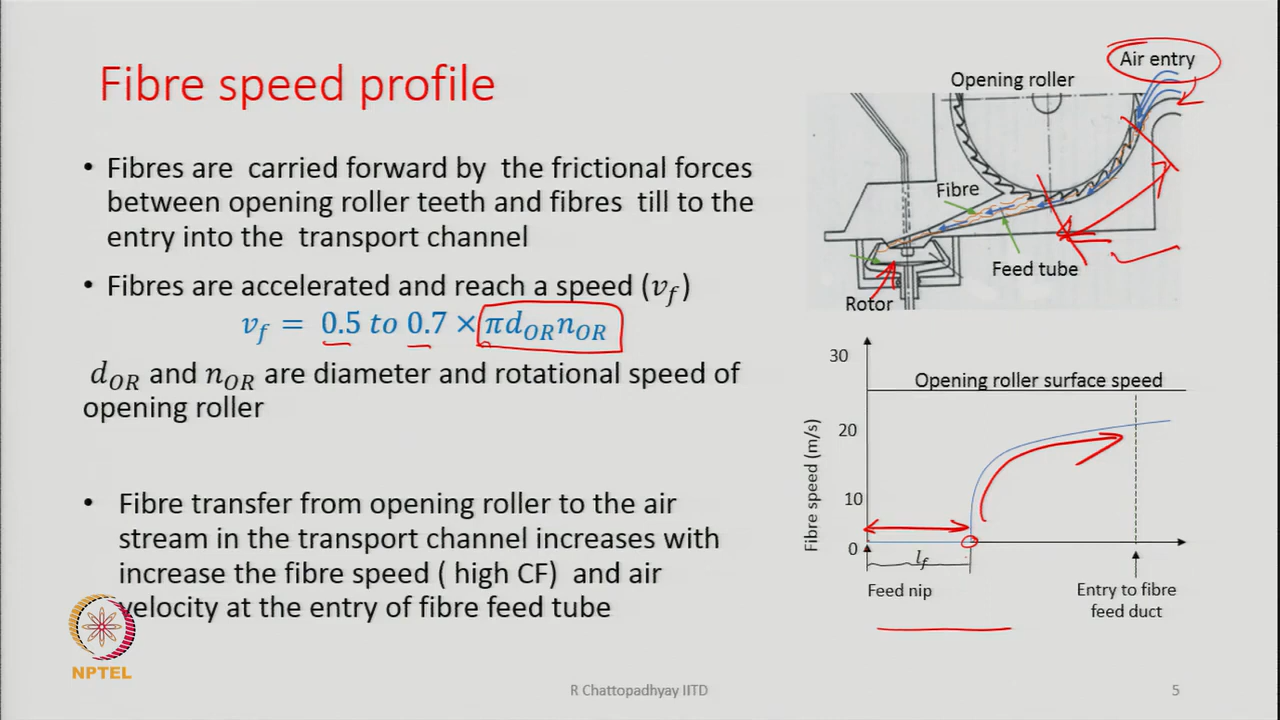 Fibre speed profile
• Fibres are carried forward by the frictional forces
between opening roller teeth and fibres till to the
entry into the transport channel
• Fibres are accelerated and reach a speed (v_f)
v_f = 0.5 to 0.7 × πd_OR n_OR
d_OR and n_OR are diameter and rotational speed of
opening roller
• Fibre transfer from opening roller to the air
stream in the transport channel increases with
increase the fibre speed ( high CF) and air
velocity at the entry of fibre feed tube
Air entry
Opening roller
Fibre
Feed tube
Rotor
30
Opening roller surface speed
20
10
0
Fibre speed (m/s)
l_f
Feed nip
Entry to fibre
feed duct
NPTEL
R Chattopadhyay IITD
5